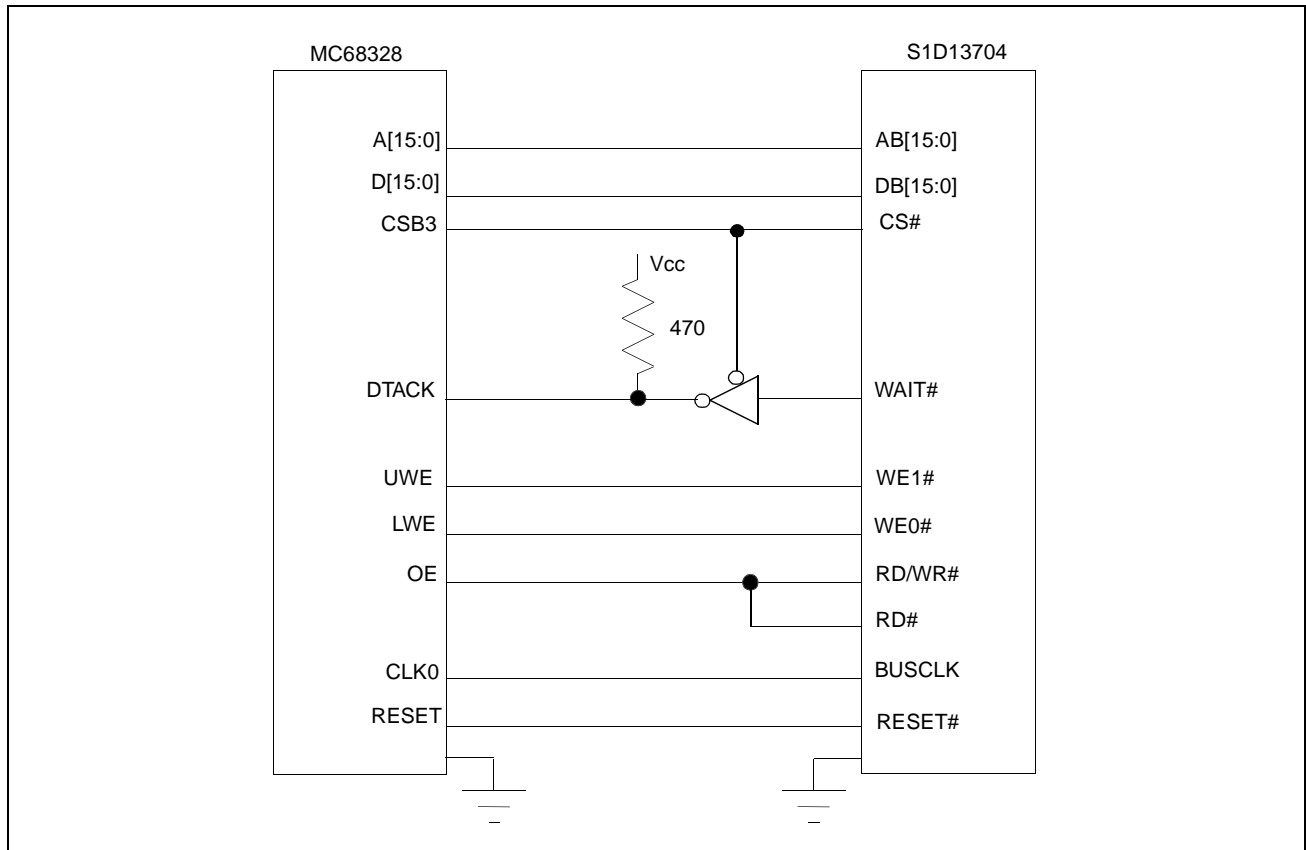 MC68328 S1D13704
A[15:0] AB[15:0]
D[15:0] DB[15:0]
CSB3 CS#
Vcc
470
DTACK WAIT#
UWE WE1#
LWE WE0#
OE RD/WR#
RD#
CLK0 BUSCLK
RESET RESET#